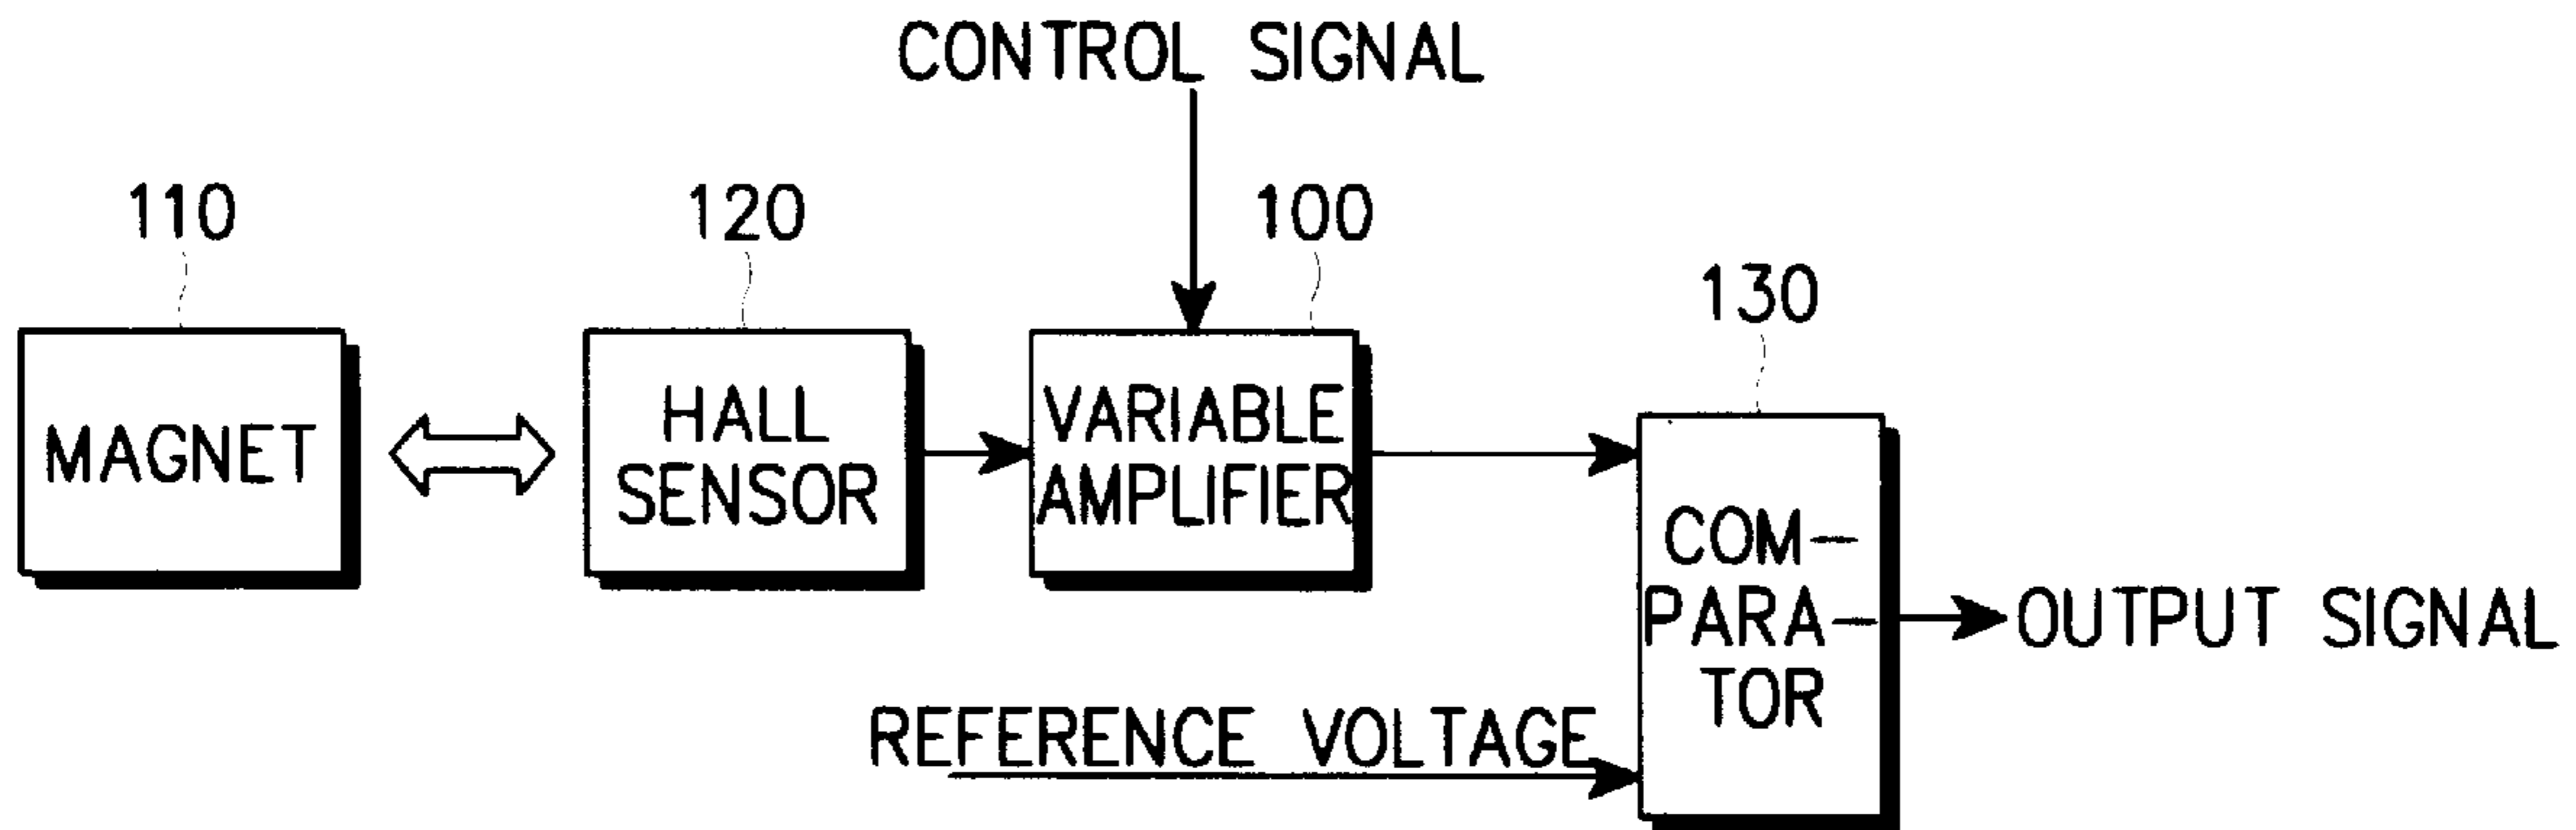 CONTROL SIGNAL
110
120
100
130
MAGNET
HALL
SENSOR
VARIABLE
AMPLIFIER
COM-
PARA-
TOR
OUTPUT SIGNAL
REFERENCE VOLTAGE